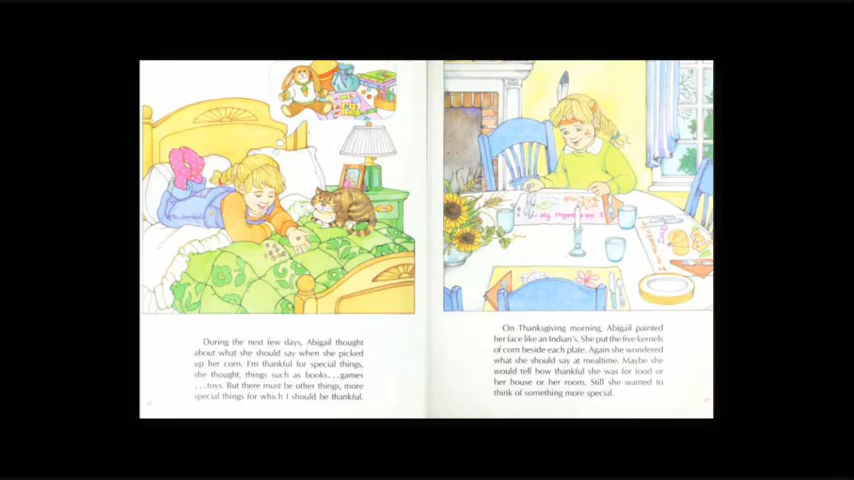 During the next few days, Abigail thought
about what she should say when she picked
up her corn. I'm thankful for special things,
she thought, things such as books...games
...toys. But there must be other things, more
special things for which I should be thankful.
On Thanksgiving morning, Abigail painted
her face like an Indian's. She put the five kernels
of corn beside each plate. Again she wondered
what she should say at mealtime. Maybe she
would tell how thankful she was for food or
her house or her room. Still she wanted to
think of something more special.